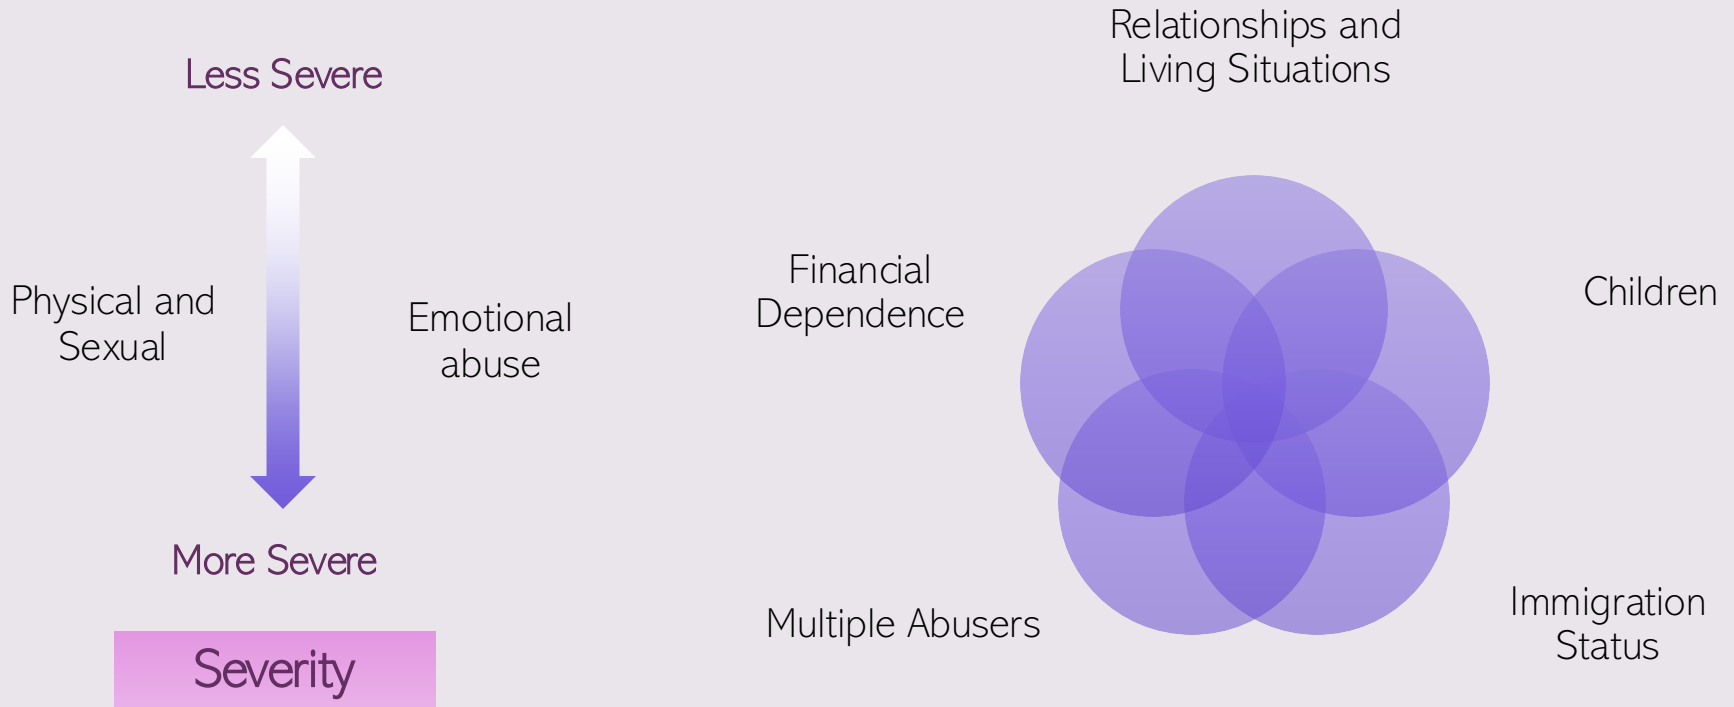 Less Severe
Physical and
Sexual
Emotional
abuse
More Severe
Severity
Relationships and
Living Situations
Financial
Dependence
Children
Multiple Abusers
Immigration
Status